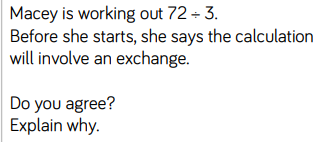 Macey is working out 72 ÷ 3.
Before she starts, she says the calculation
will involve an exchange.
Do you agree?
Explain why.